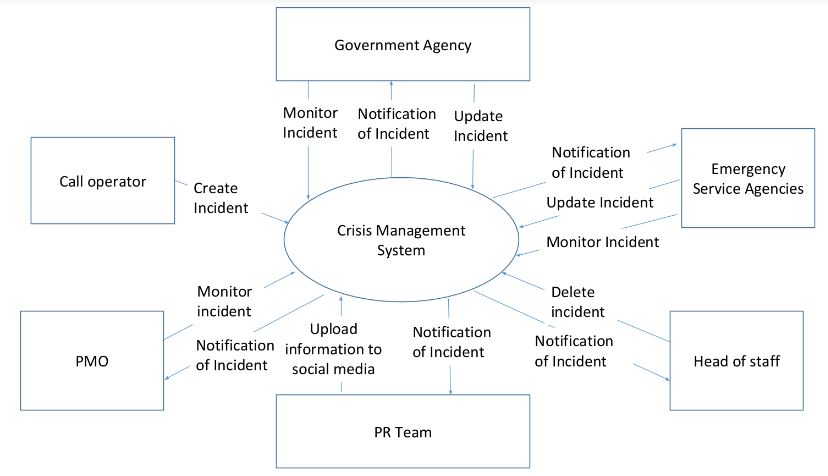 Government Agency
Monitor
Incident
Notification
of Incident
Update
Incident
Call operator
Create
Incident
Notification
of Incident
Update Incident
Monitor Incident
Emergency
Service Agencies
Crisis Management
System
Monitor
incident
Notification
of Incident
PMO
Upload
information to
social media
Notification
of Incident
Delete
incident
Notification
of Incident
Head of staff
PR Team